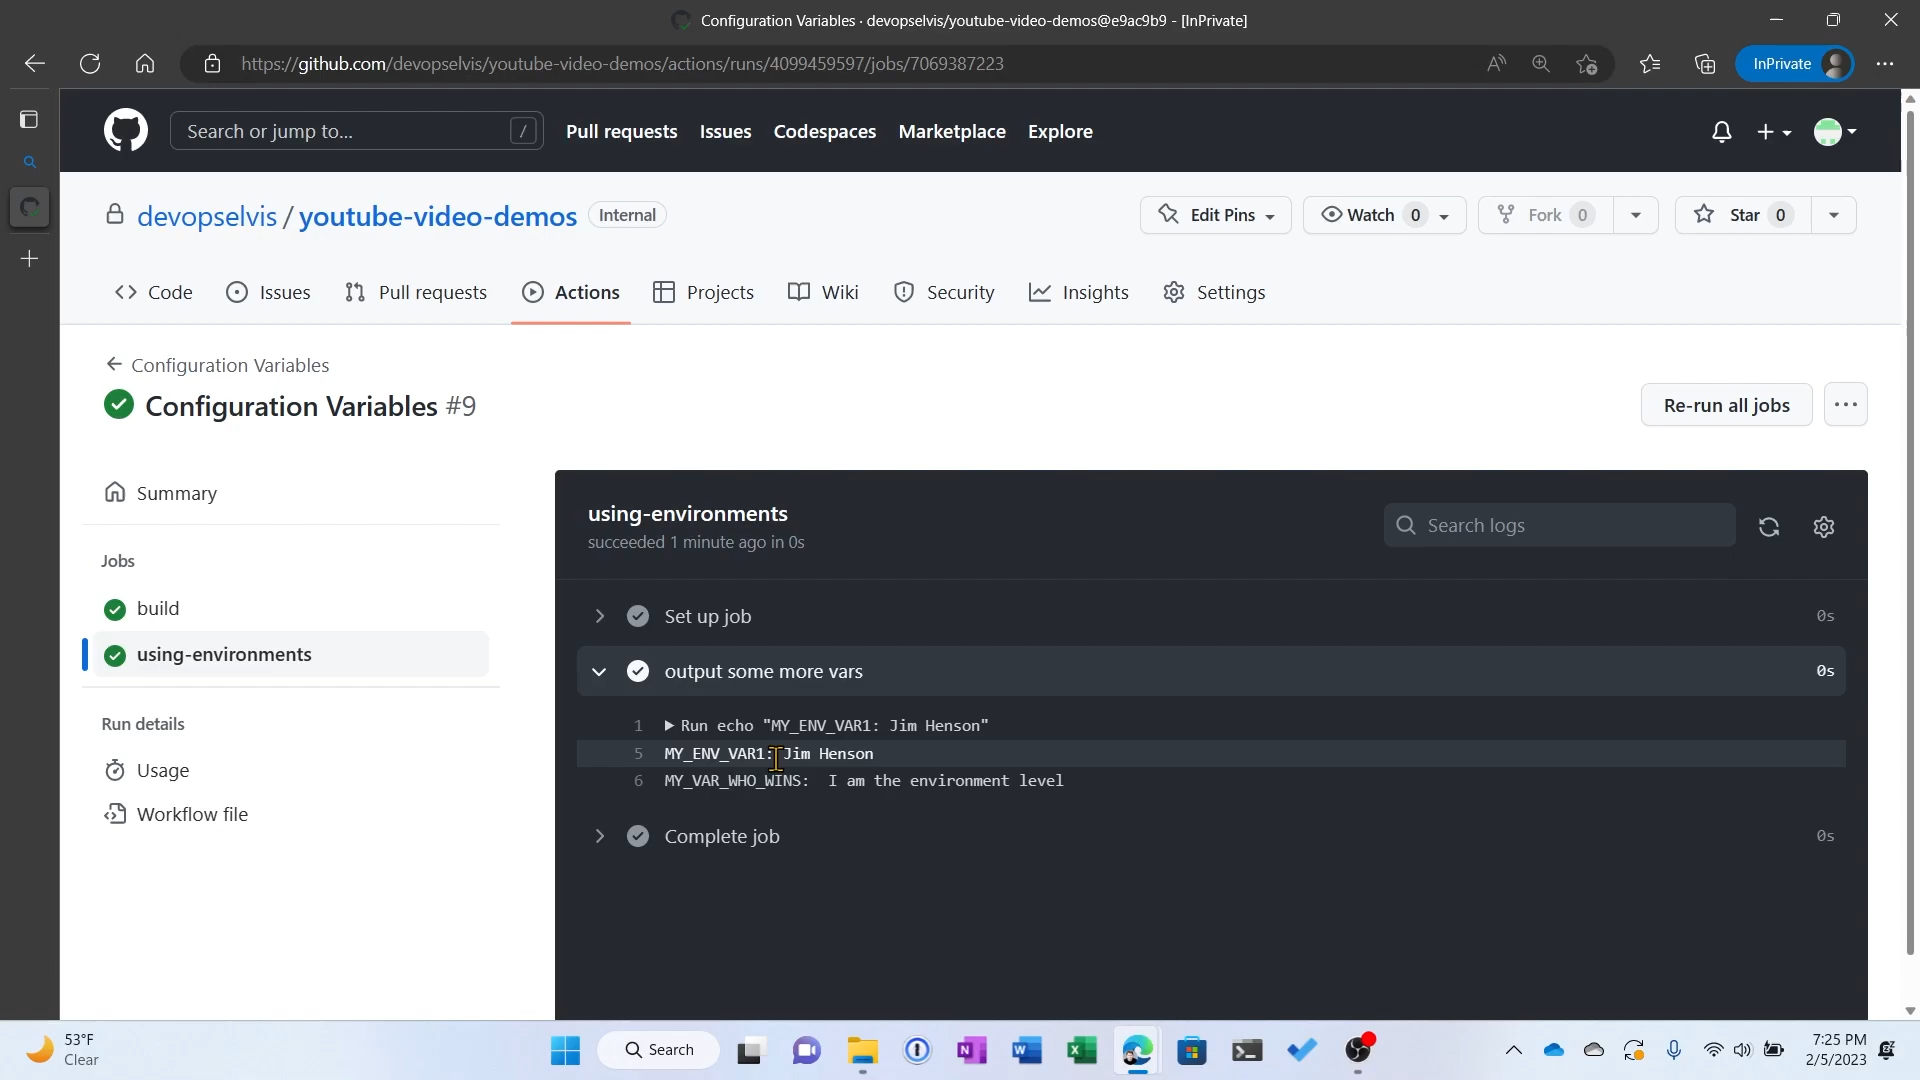 Configuration Variables · devopselvis/youtube-video-demos@e9ac9b9 - [InPrivate]
https://github.com/devopselvis/youtube-video-demos/actions/runs/4099459597/jobs/7069387223
InPrivate
Search or jump to...
/
Pull requests
Issues
Codespaces
Marketplace
Explore
devopselvis / youtube-video-demos
Internal
Edit Pins
Watch 0
Fork 0
Star 0
Code
Issues
Pull requests
Actions
Projects
Wiki
Security
Insights
Settings
Configuration Variables
Configuration Variables #9
Re-run all jobs
Summary
Jobs
build
using-environments
Run details
Usage
Workflow file
using-environments
succeeded 1 minute ago in 0s
Search logs
Set up job
0s
output some more vars
0s
1 Run echo "MY_ENV_VAR1: Jim Henson"
5 MY_ENV_VAR1: Jim Henson
6 MY_VAR_WHO_WINS: I am the environment level
Complete job
0s
53°F
Clear
Search
7:25 PM
2/5/2023